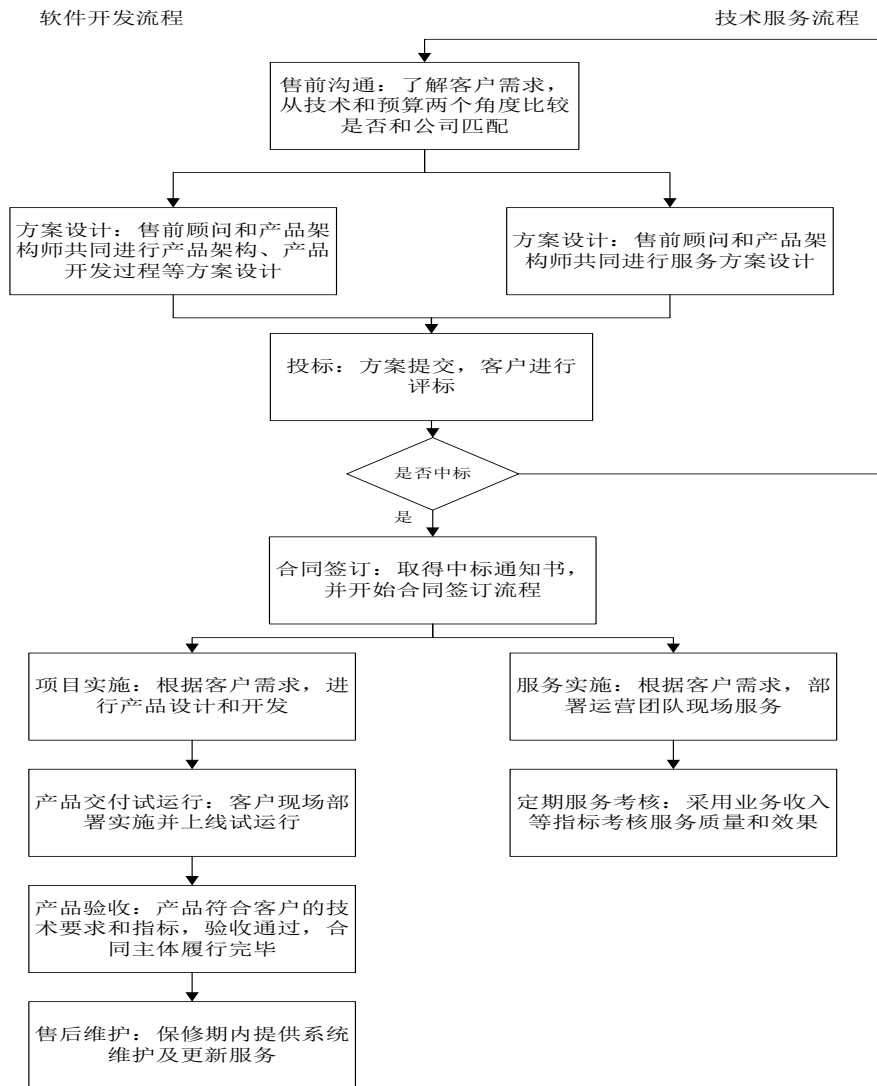 软件开发流程
技术服务流程
售前沟通：了解客户需求，
从技术和预算两个角度比较
是否和公司匹配
方案设计：售前顾问和产品架
构师共同进行产品架构、产品
开发过程等方案设计
方案设计：售前顾问和产品架
构师共同进行服务方案设计
投标：方案提交，客户进行
评标
是否中标
是
合同签订：取得中标通知书，
并开始合同签订流程
项目实施：根据客户需求，进
行产品设计和开发
服务实施：根据客户需求，部
署运营团队现场服务
产品交付试运行：客户现场部
署实施并上线试运行
定期服务考核：采用业务收入
等指标考核服务质量和效果
产品验收：产品符合客户的技
术要求和指标，验收通过，合
同主体履行完毕
售后维护：保修期内提供系统
维护及更新服务